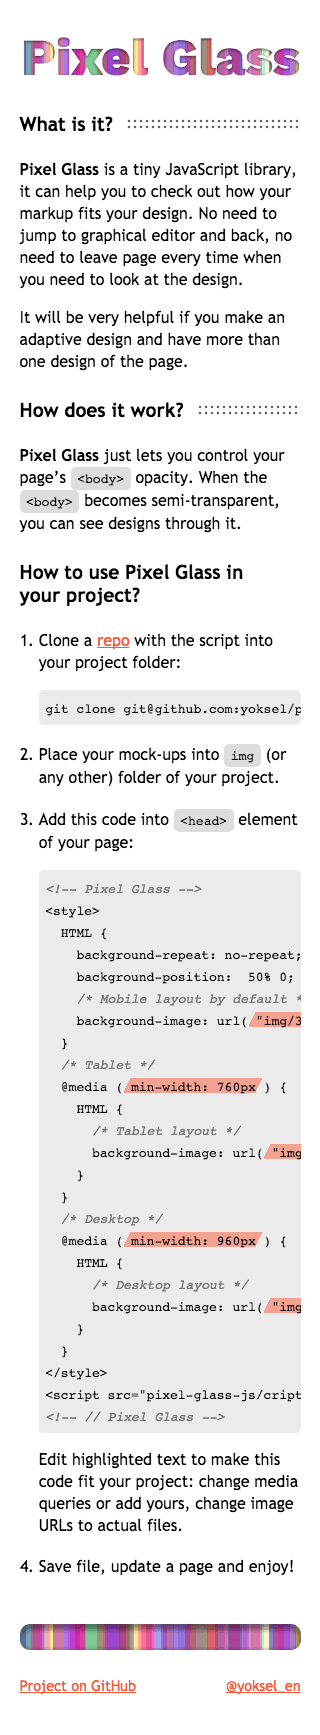 Pixel Glass
What is it?
Pixel Glass is a tiny JavaScript library,
it can help you to check out how your
markup fits your design. No need to
jump to graphical editor and back, no
need to leave page every time when
you need to look at the design.
It will be very helpful if you make an
adaptive design and have more than
one design of the page.
How does it work?
Pixel Glass just lets you control your
page’s <body> opacity. When the
<body> becomes semi-transparent,
you can see designs through it.
How to use Pixel Glass in
your project?
1. Clone a repo with the script into
your project folder:
git clone git@github.com:yoksel/p
2. Place your mock-ups into img (or
any other) folder of your project.
3. Add this code into <head> element
of your page:
<!-- Pixel Glass -->
<style>
HTML {
background-repeat: no-repeat;
background-position:  50% 0;
/* Mobile layout by default *
background-image: url( "img/3
}
/* Tablet */
@media ( min-width: 760px ) {
HTML {
/* Tablet layout */
background-image: url( "img
}
}
/* Desktop */
@media ( min-width: 960px ) {
HTML {
/* Desktop layout */
background-image: url( "img
}
}
</style>
<script src="pixel-glass-js/cript
<!-- // Pixel Glass -->
Edit highlighted text to make this
code fit your project: change media
queries or add yours, change image
URLs to actual files.
4. Save file, update a page and enjoy!
Project on GitHub @yoksel_en